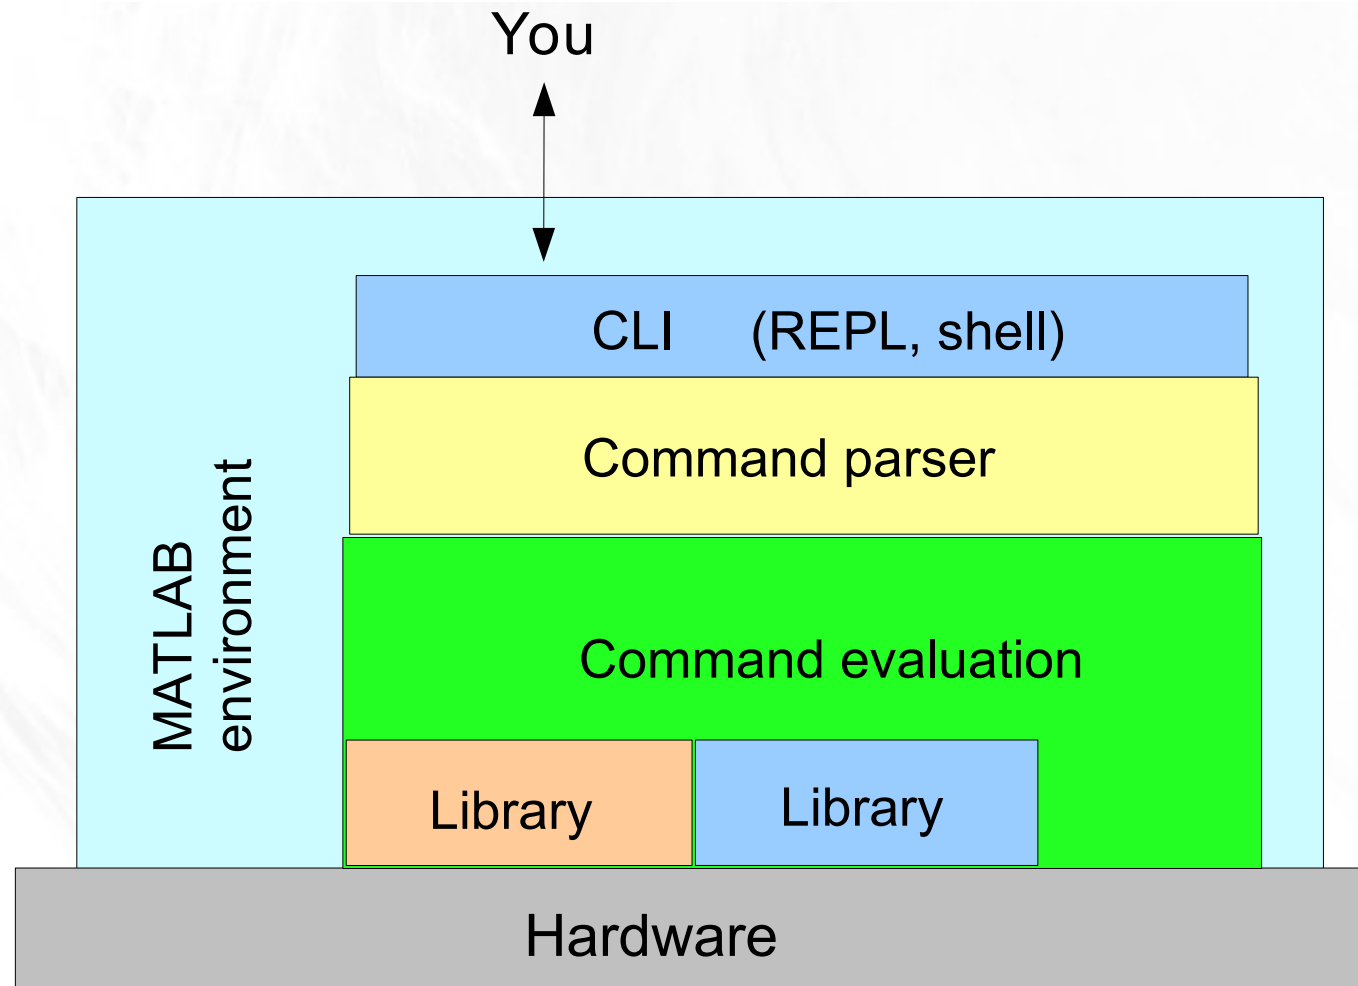 You
CLI (REPL, shell)
Command parser
MATLAB
environment
Command evaluation
Library
Library
Hardware